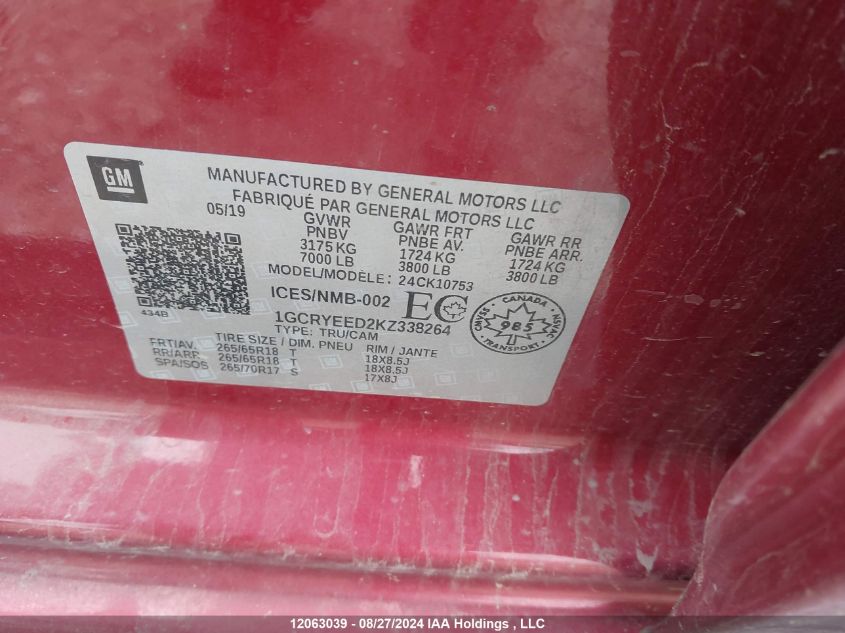 GM
MANUFACTURED BY GENERAL MOTORS LLC
FABRIQUÉ PAR GENERAL MOTORS LLC
05/19 GVWR GAWR FRT GAWR RR
PNBV PNBE AV. PNBE ARR.
3175 KG 1724 KG 1724 KG
7000 LB 3800 LB 3800 LB
MODEL/MODÈLE: 24CK10753
434B ICES/NMB-002 EC
CANADA
SVAC
985
NSVAC
1GCRYEED2KZ338264
TYPE: TRU/CAM
TIRE SIZE / DIM. PNEU RIM / JANTE
FRT/AV. 265/65R18 T 18X8.5J
RR/ARR. 265/65R18 T 18X8.5J
SPA/SOS 265/70R17 S 17X8J
12063039 - 08/27/2024 IAA Holdings , LLC